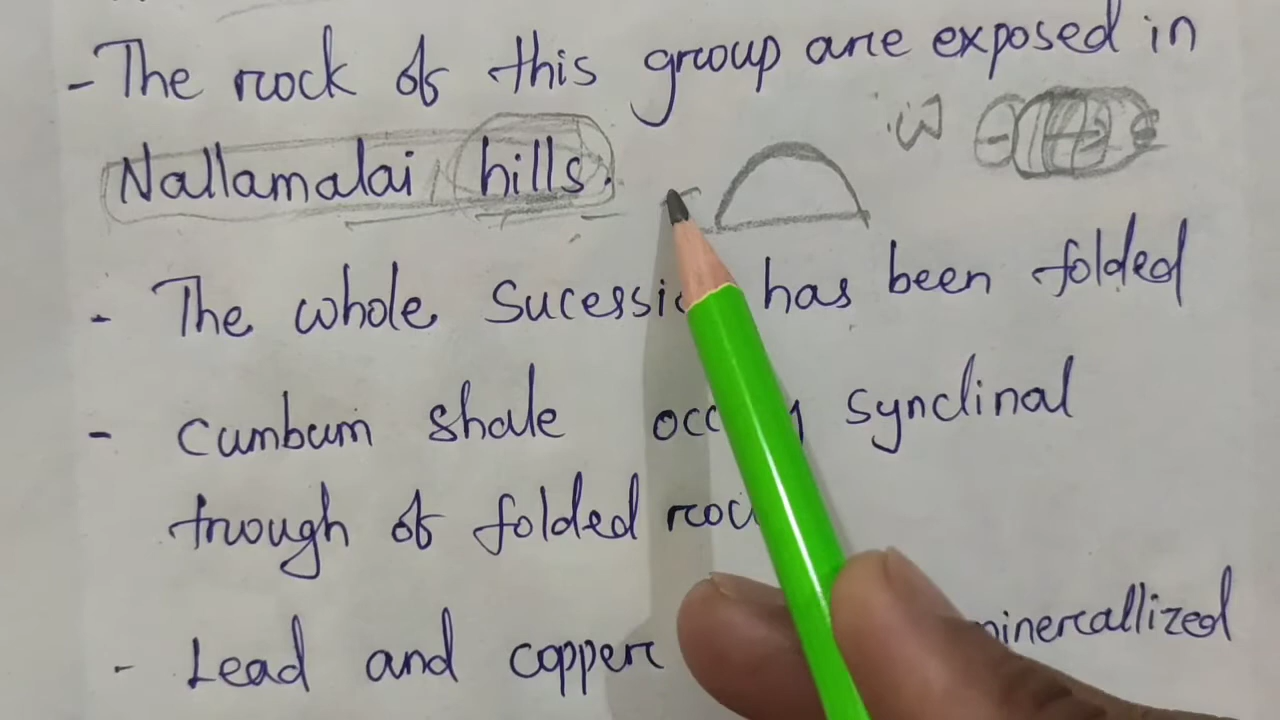 - The rock of this group are exposed in
Nallamalai hills.
- The whole Sucessi has been folded
- Cumbum shale occ synclinal
trough of folded roc
- Lead and copper minerallized